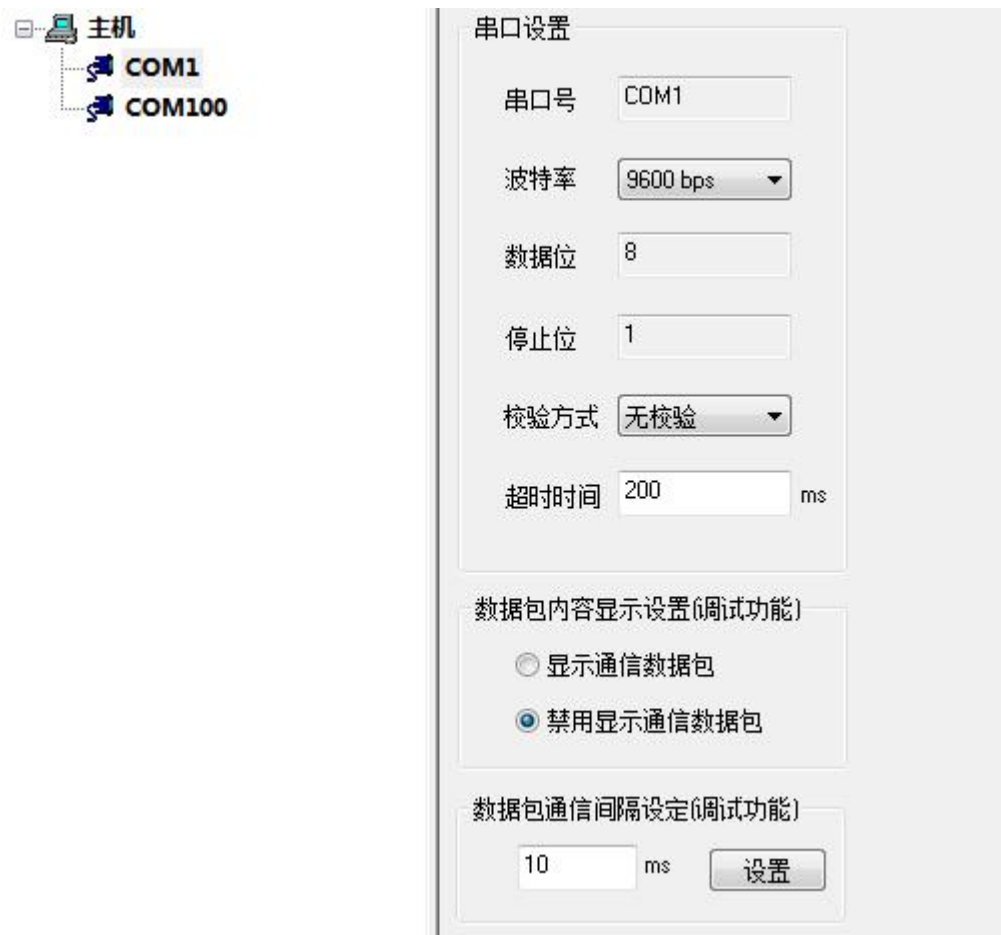 主机
COM1
COM100
串口设置
串口号 COM1
波特率 9600 bps
数据位 8
停止位 1
校验方式 无校验
超时时间 200 ms
数据包内容显示设置(调试功能)
显示通信数据包
禁用显示通信数据包
数据包通信间隔设定(调试功能)
10 ms 设置